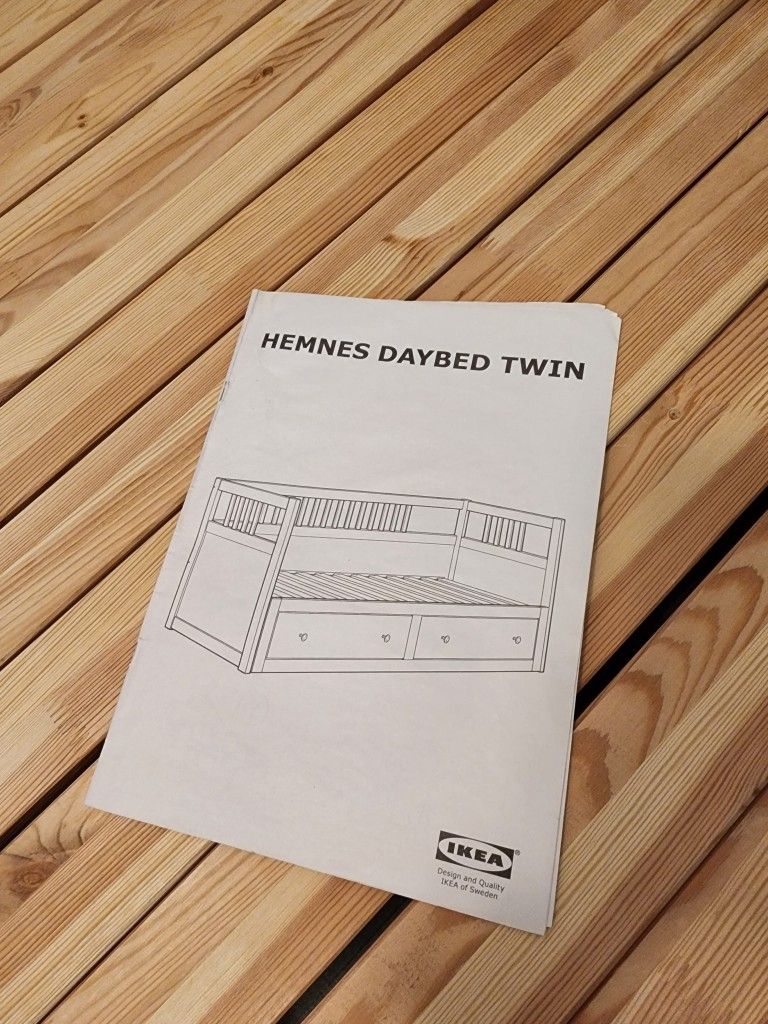 HEMNES DAYBED TWIN
IKEA®
Design and Quality
IKEA of Sweden